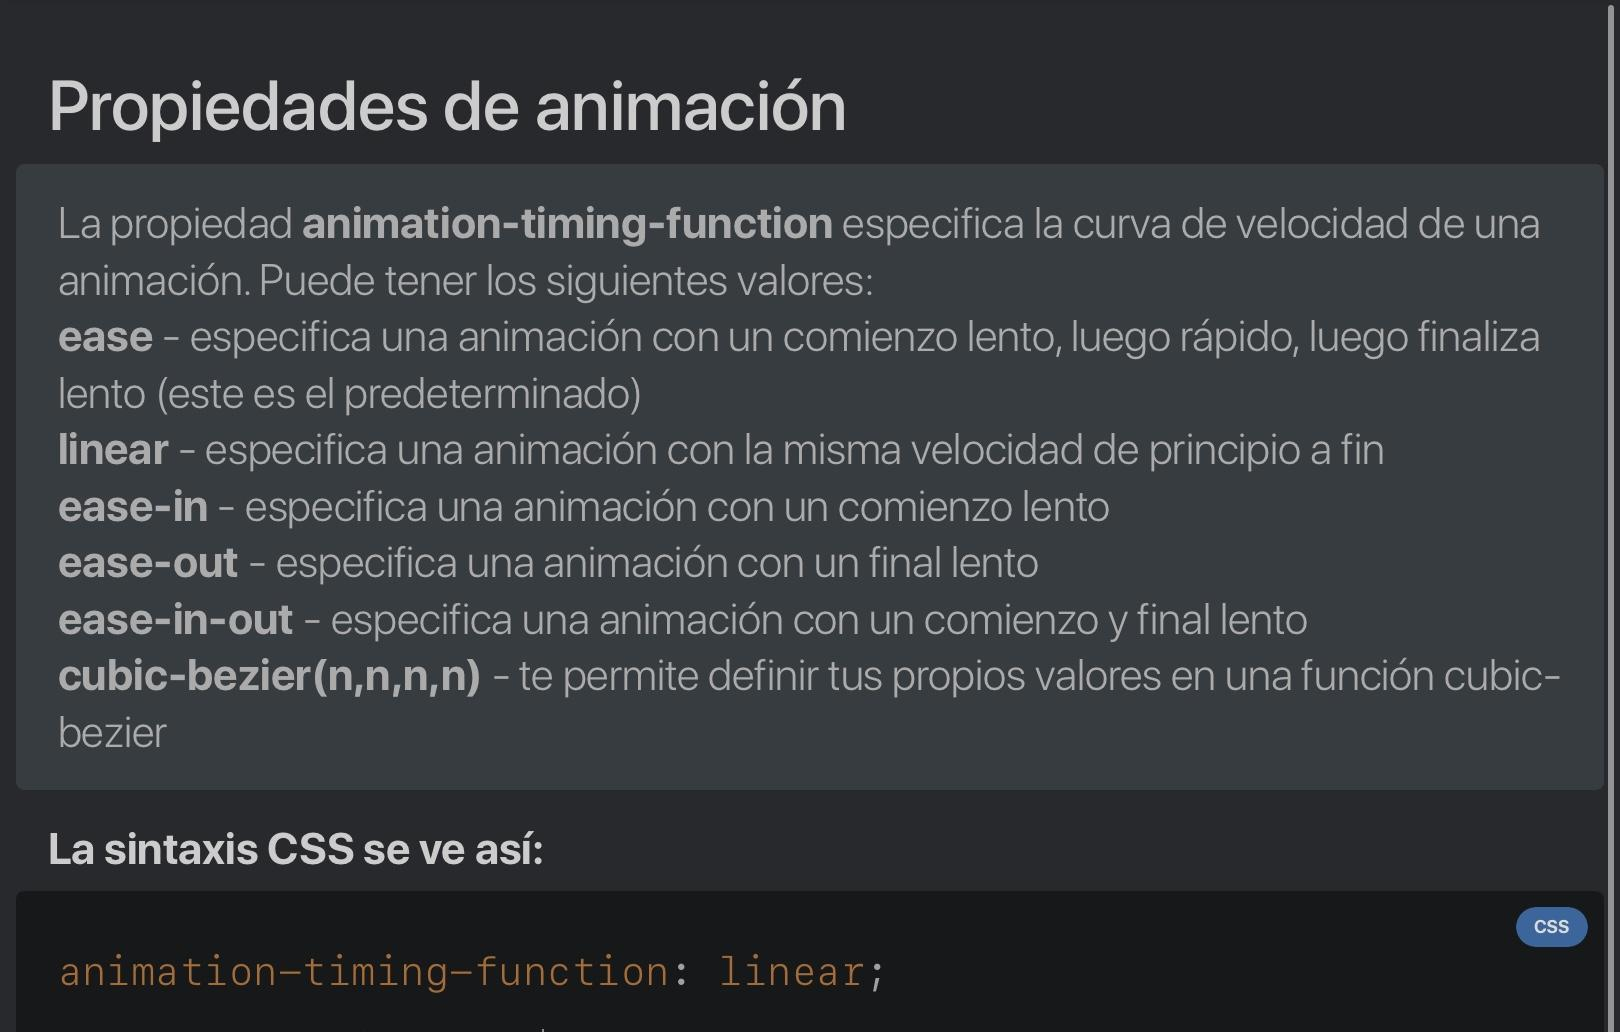 Propiedades de animación
La propiedad animation-timing-function especifica la curva de velocidad de una
animación. Puede tener los siguientes valores:
ease - especifica una animación con un comienzo lento, luego rápido, luego finaliza
lento (este es el predeterminado)
linear - especifica una animación con la misma velocidad de principio a fin
ease-in - especifica una animación con un comienzo lento
ease-out - especifica una animación con un final lento
ease-in-out - especifica una animación con un comienzo y final lento
cubic-bezier(n,n,n,n) - te permite definir tus propios valores en una función cubic-
bezier
La sintaxis CSS se ve así:
CSS
animation-timing-function: linear;